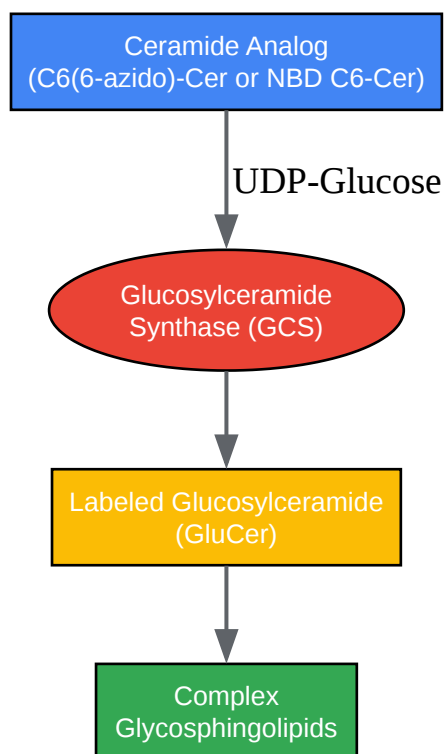 Ceramide Analog
(C6(6-azido)-Cer or NBD C6-Cer)
UDP-Glucose
Glucosylceramide
Synthase (GCS)
Labeled Glucosylceramide
(GluCer)
Complex
Glycosphingolipids